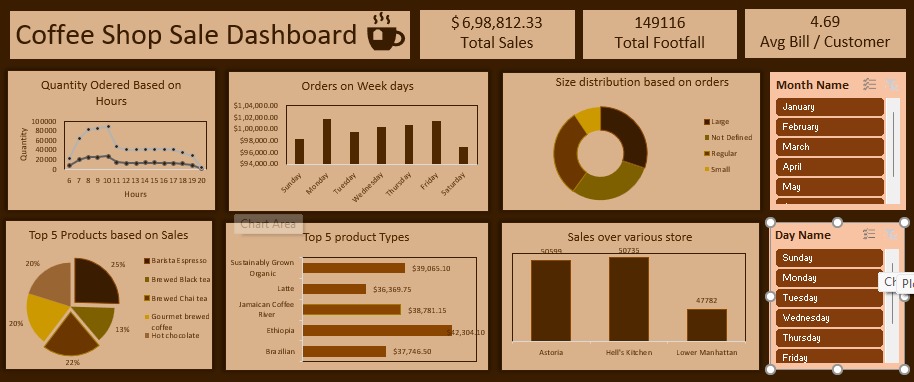 Coffee Shop Sale Dashboard
$ 6,98,812.33
Total Sales
149116
Total Footfall
4.69
Avg Bill / Customer
Quantity Odered Based on
Hours
100000
80000
60000
40000
20000
0
Quantity
6 7 8 9 10 11 12 13 14 15 16 17 18 19 20
Hours
Orders on Week days
$1,04,000.00
$1,02,000.00
$1,00,000.00
$98,000.00
$96,000.00
$94,000.00
Sunday
Monday
Tuesday
Wednesday
Thursday
Friday
Saturday
Size distribution based on orders
Large
Not Defined
Regular
Small
Month Name
January
February
March
April
May
Top 5 Products based on Sales
25%
13%
22%
20%
20%
Barista Espresso
Brewed Black tea
Brewed Chai tea
Gourmet brewed
coffee
Hot chocolate
Chart Area
Top 5 product Types
Sustainably Grown
Organic
$39,065.10
Latte
$36,369.75
Jamaican Coffee
River
$38,781.15
Ethiopia
$42,304.10
Brazilian
$37,746.50
Sales over various store
50599
50735
47782
Astoria
Hell's Kitchen
Lower Manhattan
Day Name
Sunday
Monday
Tuesday
Wednesday
Thursday
Friday